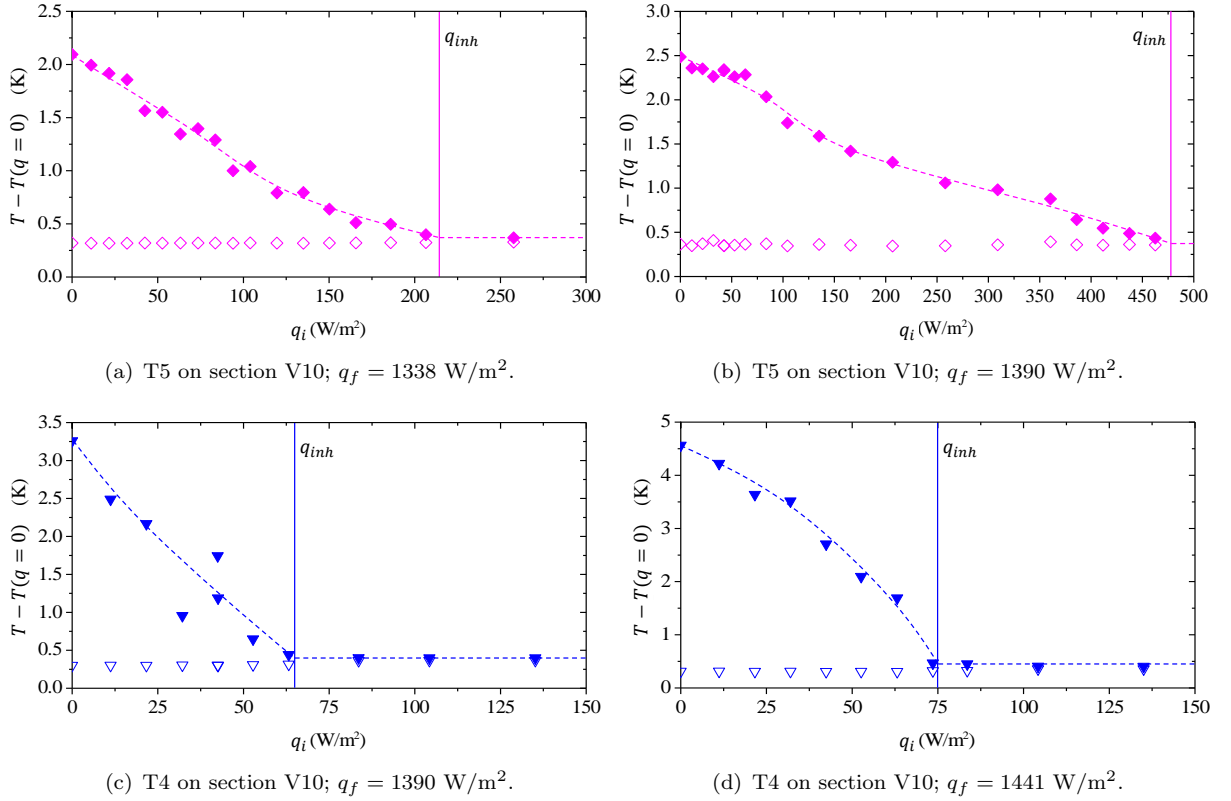 2.5
2.0
1.5
1.0
0.5
0.0
T − T(q = 0) (K)
q_inh
0 50 100 150 200 250 300
q_i (W/m²)
(a) T5 on section V10; q_f = 1338 W/m².
3.0
2.5
2.0
1.5
1.0
0.5
0.0
T − T(q = 0) (K)
q_inh
0 50 100 150 200 250 300 350 400 450 500
q_i (W/m²)
(b) T5 on section V10; q_f = 1390 W/m².
3.5
3.0
2.5
2.0
1.5
1.0
0.5
0.0
T − T(q = 0) (K)
q_inh
0 25 50 75 100 125 150
q_i (W/m²)
(c) T4 on section V10; q_f = 1390 W/m².
5
4
3
2
1
0
T − T(q = 0) (K)
q_inh
0 25 50 75 100 125 150
q_i (W/m²)
(d) T4 on section V10; q_f = 1441 W/m².